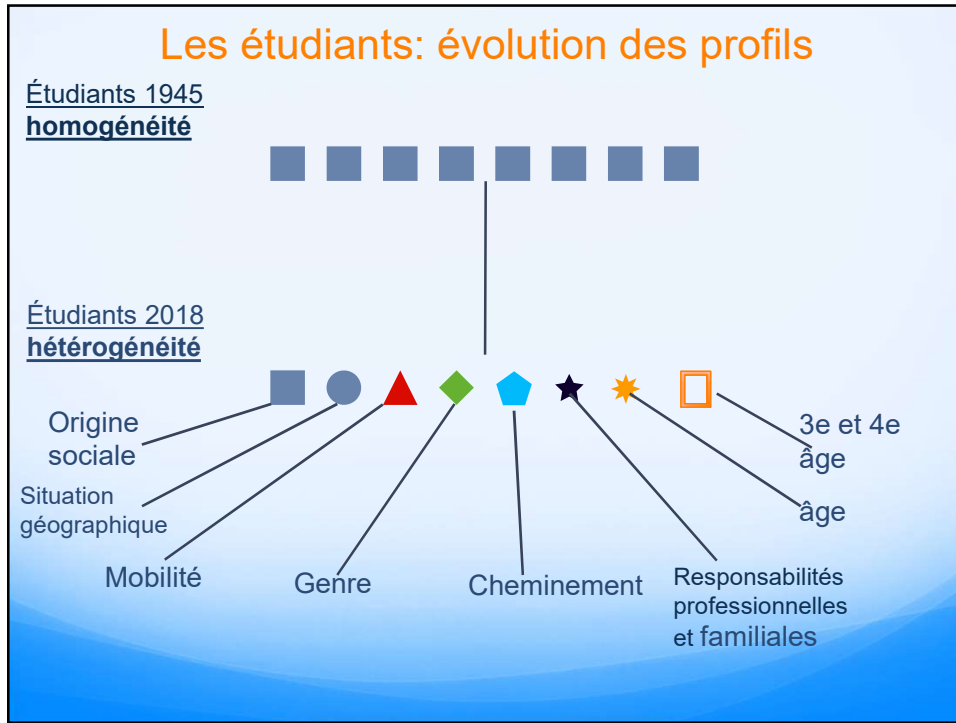 Les étudiants: évolution des profils
Étudiants 1945
homogénéité
Étudiants 2018
hétérogénéité
Origine
sociale
3e et 4e
âge
Situation
géographique
âge
Mobilité
Genre
Cheminement
Responsabilités
professionnelles
et familiales